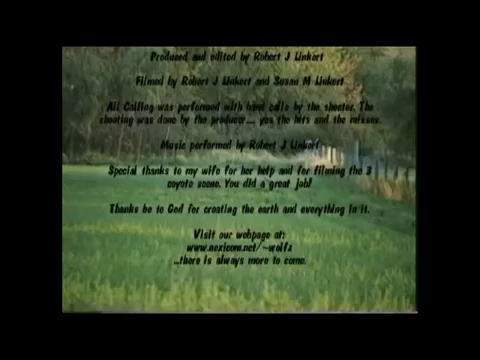 Produced and edited by Robert J Linkert
Filmed by Robert J Linkert and Susan M Linkert
All Calling was performed with hand calls by the shooter. The
shooting was done by the producer.... yes the hits and the misses.
Music performed by Robert J Linkert
Special thanks to my wife for her help and for filming the 3
coyote scene. You did a great job!
Thanks be to God for creating the earth and everything in it.
Visit our webpage at:
www.nexicom.net/~wolf2
...there is always more to come.